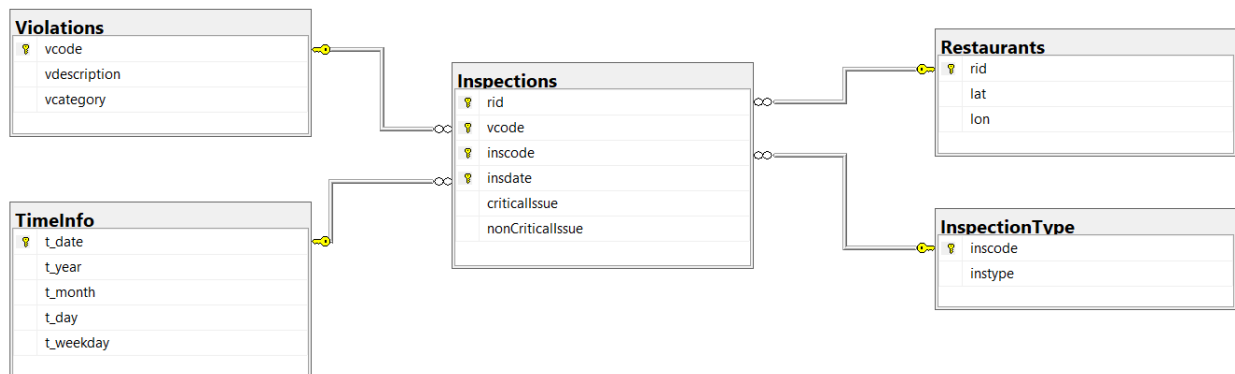 Violations
vcode
vdescription
vcategory
TimeInfo
t_date
t_year
t_month
t_day
t_weekday
Inspections
rid
vcode
inscode
insdate
criticalIssue
nonCriticalIssue
Restaurants
rid
lat
lon
InspectionType
inscode
instype